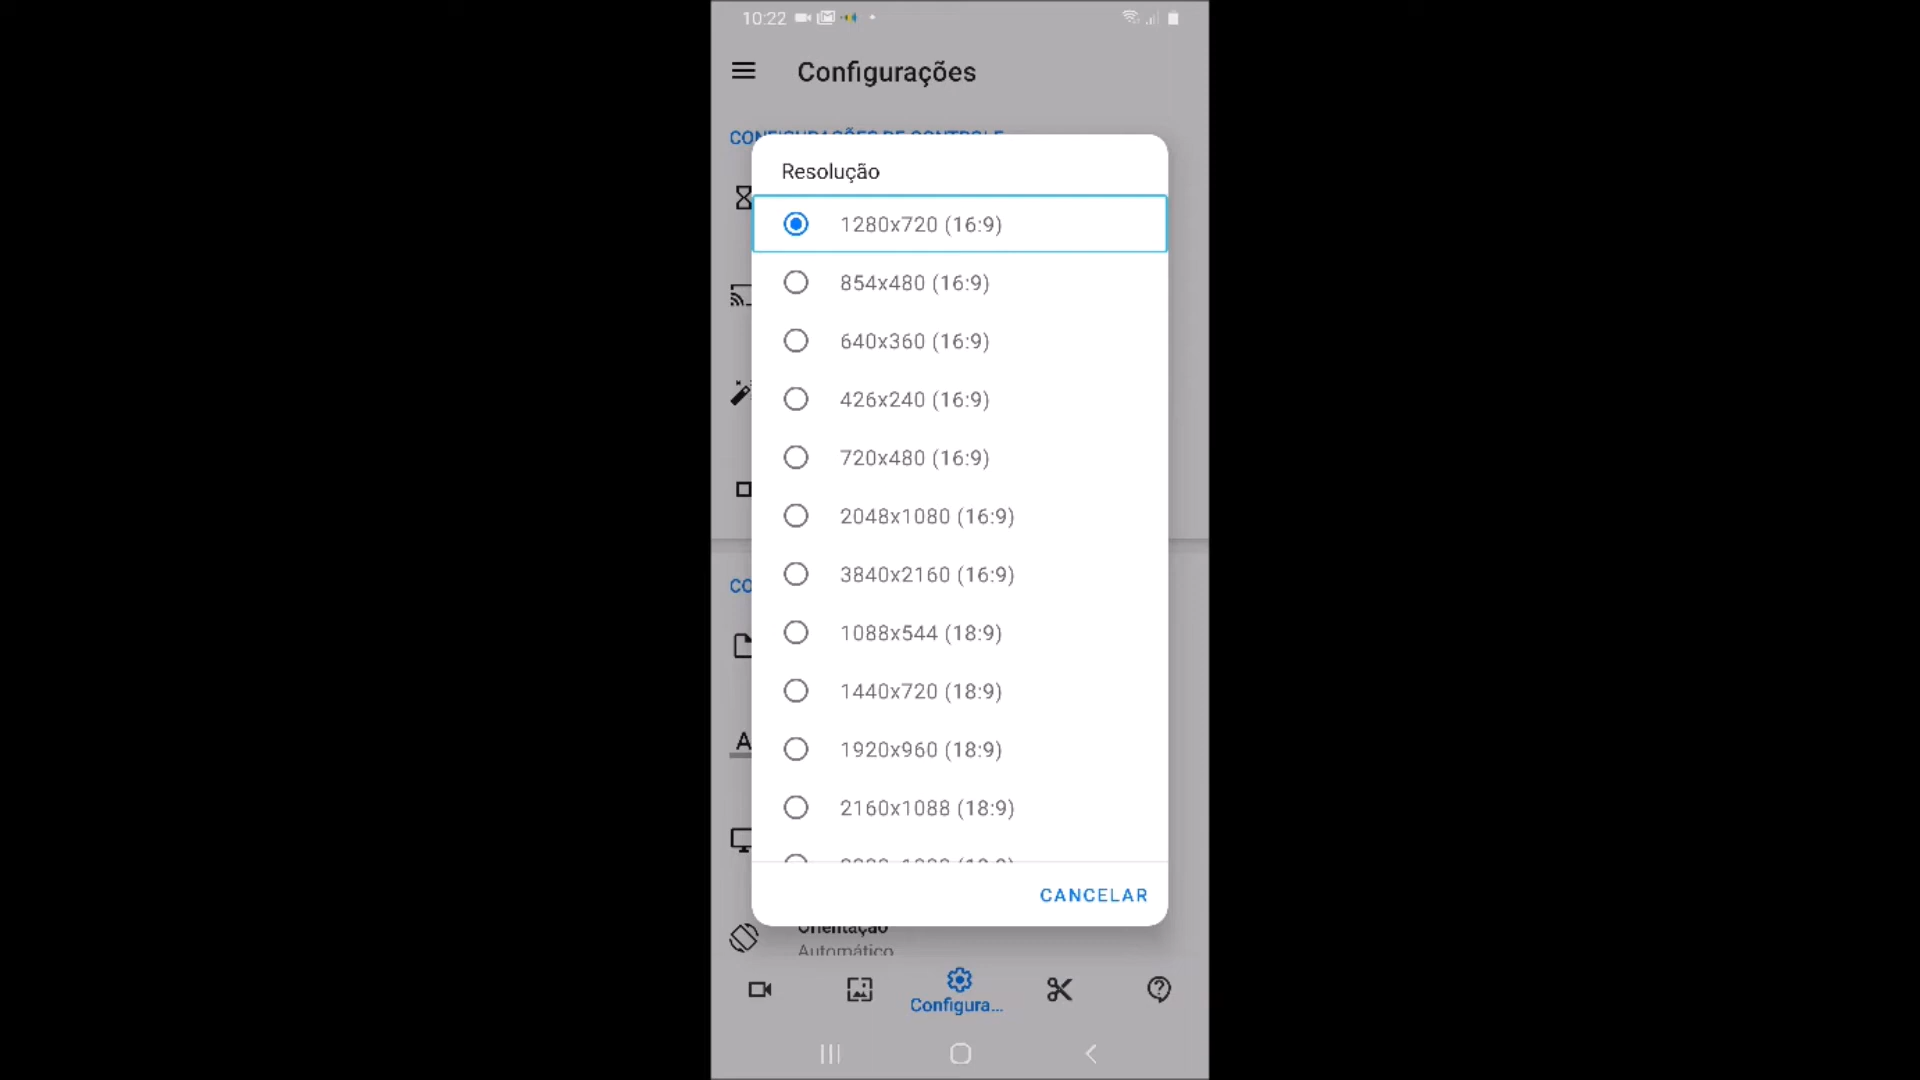 10:22
Configurações
Resolução
1280x720 (16:9)
854x480 (16:9)
640x360 (16:9)
426x240 (16:9)
720x480 (16:9)
2048x1080 (16:9)
3840x2160 (16:9)
1088x544 (18:9)
1440x720 (18:9)
1920x960 (18:9)
2160x1088 (18:9)
CANCELAR
Orientação
Automático
Configura...